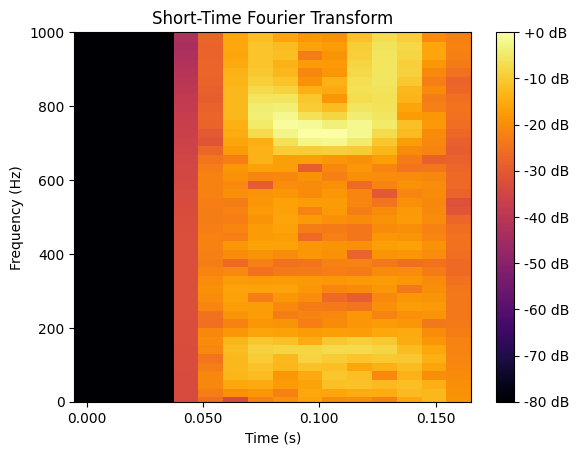 Short-Time Fourier Transform
1000
800
600
400
200
0
Frequency (Hz)
0.000
0.050
0.100
0.150
Time (s)
+0 dB
-10 dB
-20 dB
-30 dB
-40 dB
-50 dB
-60 dB
-70 dB
-80 dB